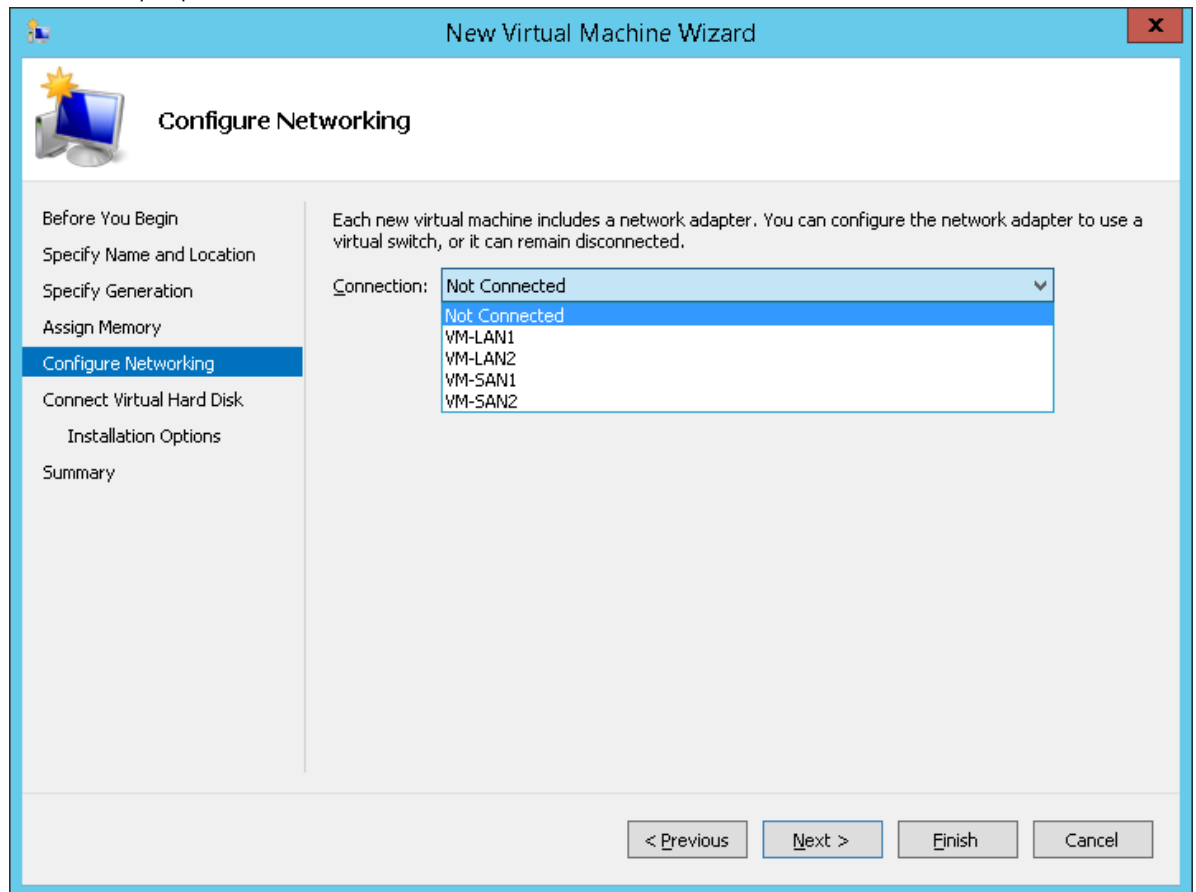 New Virtual Machine Wizard
x
Configure Networking
Before You Begin
Specify Name and Location
Specify Generation
Assign Memory
Configure Networking
Connect Virtual Hard Disk
Installation Options
Summary
Each new virtual machine includes a network adapter. You can configure the network adapter to use a
virtual switch, or it can remain disconnected.
Connection: Not Connected
Not Connected
VM-LAN1
VM-LAN2
VM-SAN1
VM-SAN2
< Previous Next > Finish Cancel